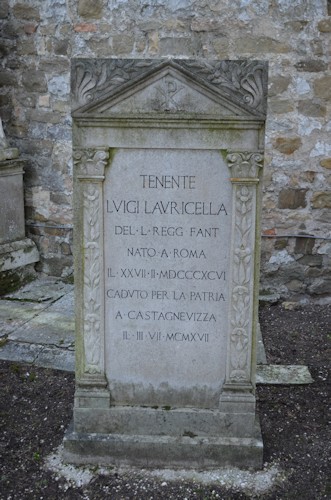 TENENTE
LVIGI LAVRICELLA
DEL·L·REGG FANT
NATO·A·ROMA
IL·XXVII·II·MDCCCXCVI
CADVTO PER·LA PATRIA
A·CASTAGNEVIZZA
IL·III·VII·MCMXVII